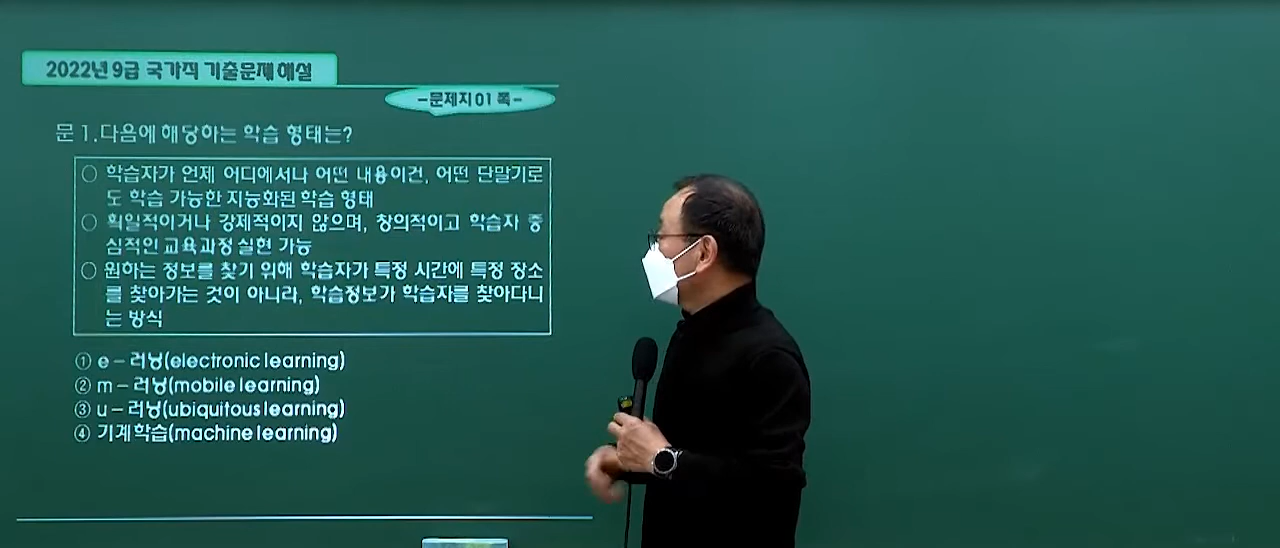 2022년 9급 국가직 기출문제 해설
-문제지 01 쪽-
문 1.다음에 해당하는 학습 형태는?
○ 학습자가 언제 어디에서나 어떤 내용이건, 어떤 단말기로
도 학습 가능한 지능화된 학습 형태
○ 획일적이거나 강제적이지 않으며, 창의적이고 학습자 중
심적인 교육과정 실현 가능
○ 원하는 정보를 찾기 위해 학습자가 특정 시간에 특정 장소
를 찾아가는 것이 아니라, 학습정보가 학습자를 찾아다니
는 방식
① e – 러닝(electronic learning)
② m – 러닝(mobile learning)
③ u – 러닝(ubiquitous learning)
④ 기계학습(machine learning)